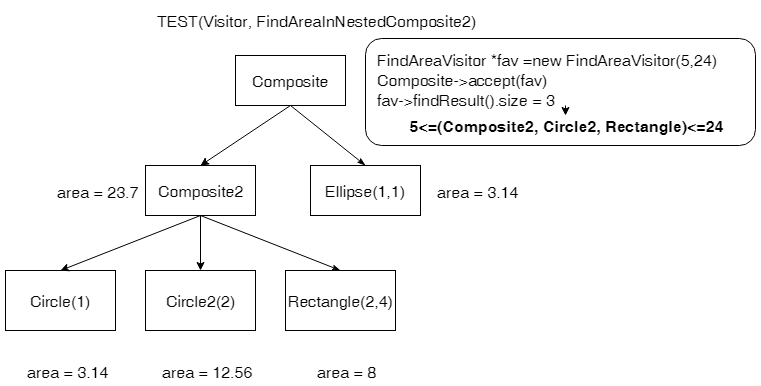 TEST(Visitor, FindAreaInNestedComposite2)
FindAreaVisitor *fav =new FindAreaVisitor(5,24)
Composite->accept(fav)
fav->findResult().size = 3
5<=(Composite2, Circle2, Rectangle)<=24
Composite
area = 23.7
Composite2
Ellipse(1,1)
area = 3.14
Circle(1)
Circle2(2)
Rectangle(2,4)
area = 3.14
area = 12.56
area = 8